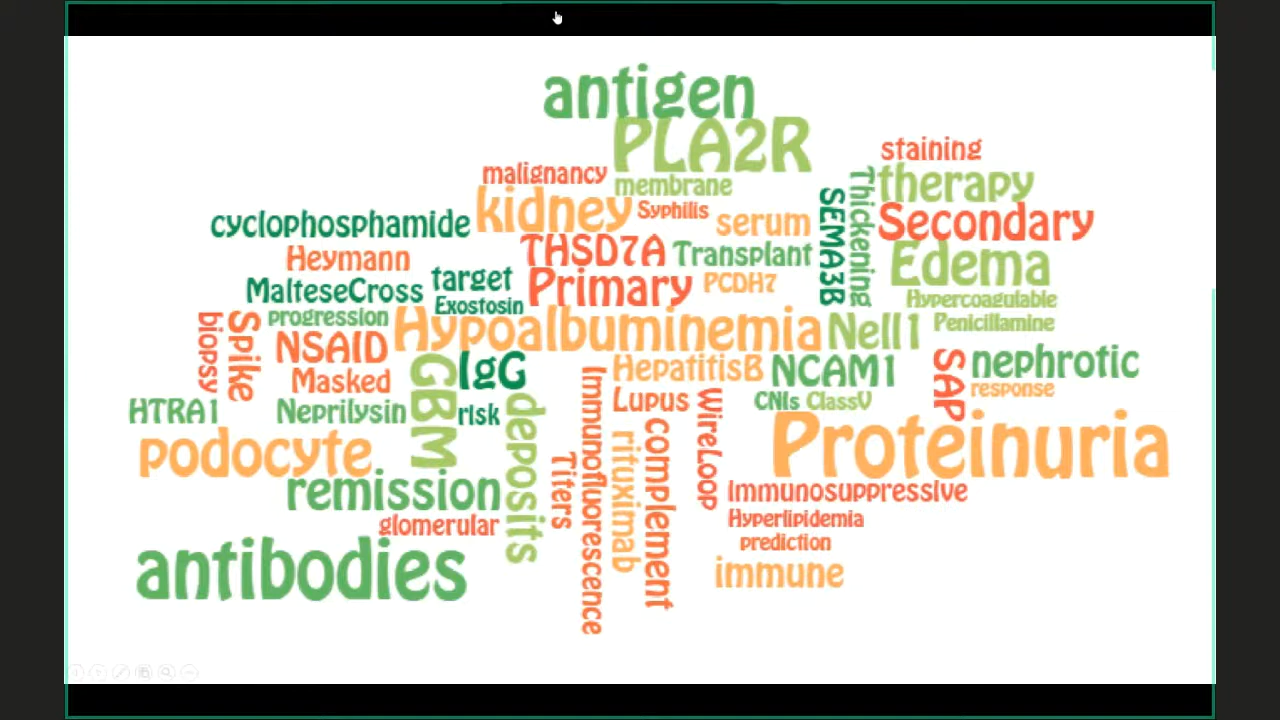 antigen
PLA2R
staining
malignancy
membrane
therapy
Thickening
SEMA3B
kidney
Syphilis
serum
Secondary
cyclophosphamide
THSD7A
Transplant
Edema
Heymann
target
Primary
PCDH7
MalteseCross
Exostosin
Hypercoagulable
progression
Hypoalbuminemia
Nell1
Penicillamine
biopsy
Spike
NSAID
GBM
IgG
HepatitisB
NCAM1
SAP
nephrotic
Masked
response
HTRA1
Neprilysin
risk
deposits
Immunofluorescence
Lupus
WireLoop
CNIs
ClassV
Proteinuria
podocyte
Titers
rituximab
complement
remission
Immunosuppressive
glomerular
Hyperlipidemia
prediction
antibodies
immune